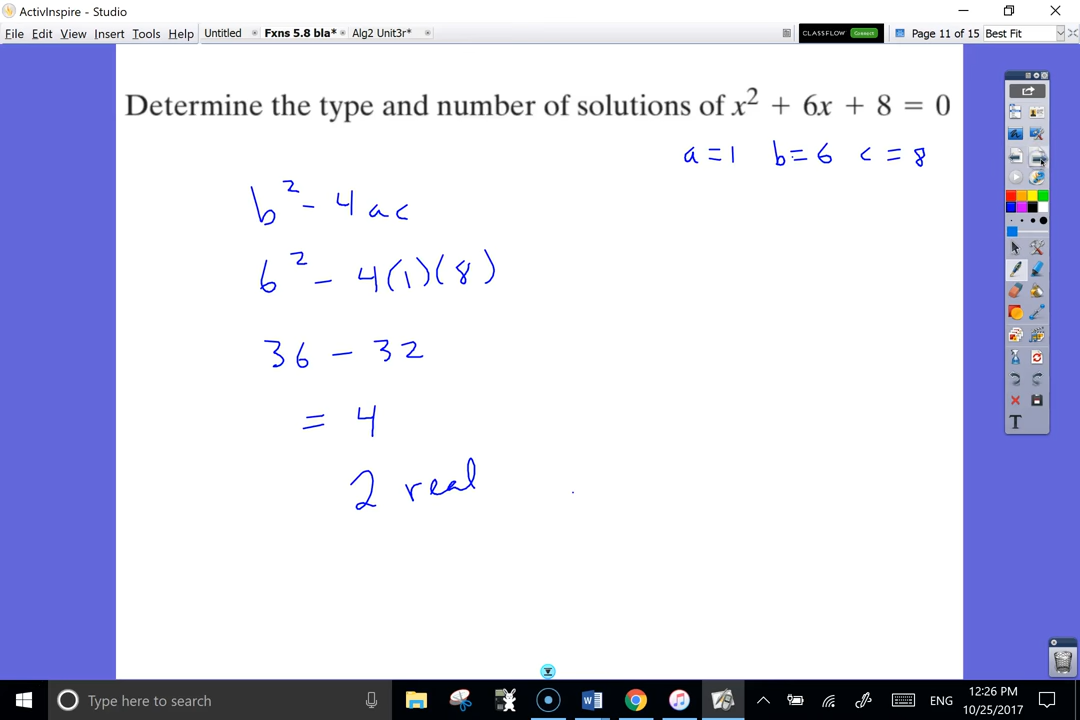 ActivInspire - Studio
File Edit View Insert Tools Help Untitled Fxns 5.8 bla* Alg2 Unit3r* CLASSFLOW Connect Page 11 of 15 Best Fit
Determine the type and number of solutions of x² + 6x + 8 = 0
a = 1 b = 6 c = 8
b² - 4ac
6² - 4(1)(8)
36 - 32
= 4
2 real
T
Type here to search
ENG
12:26 PM
10/25/2017